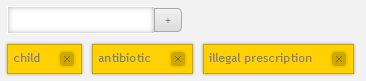 +
child × antibiotic × illegal prescription ×